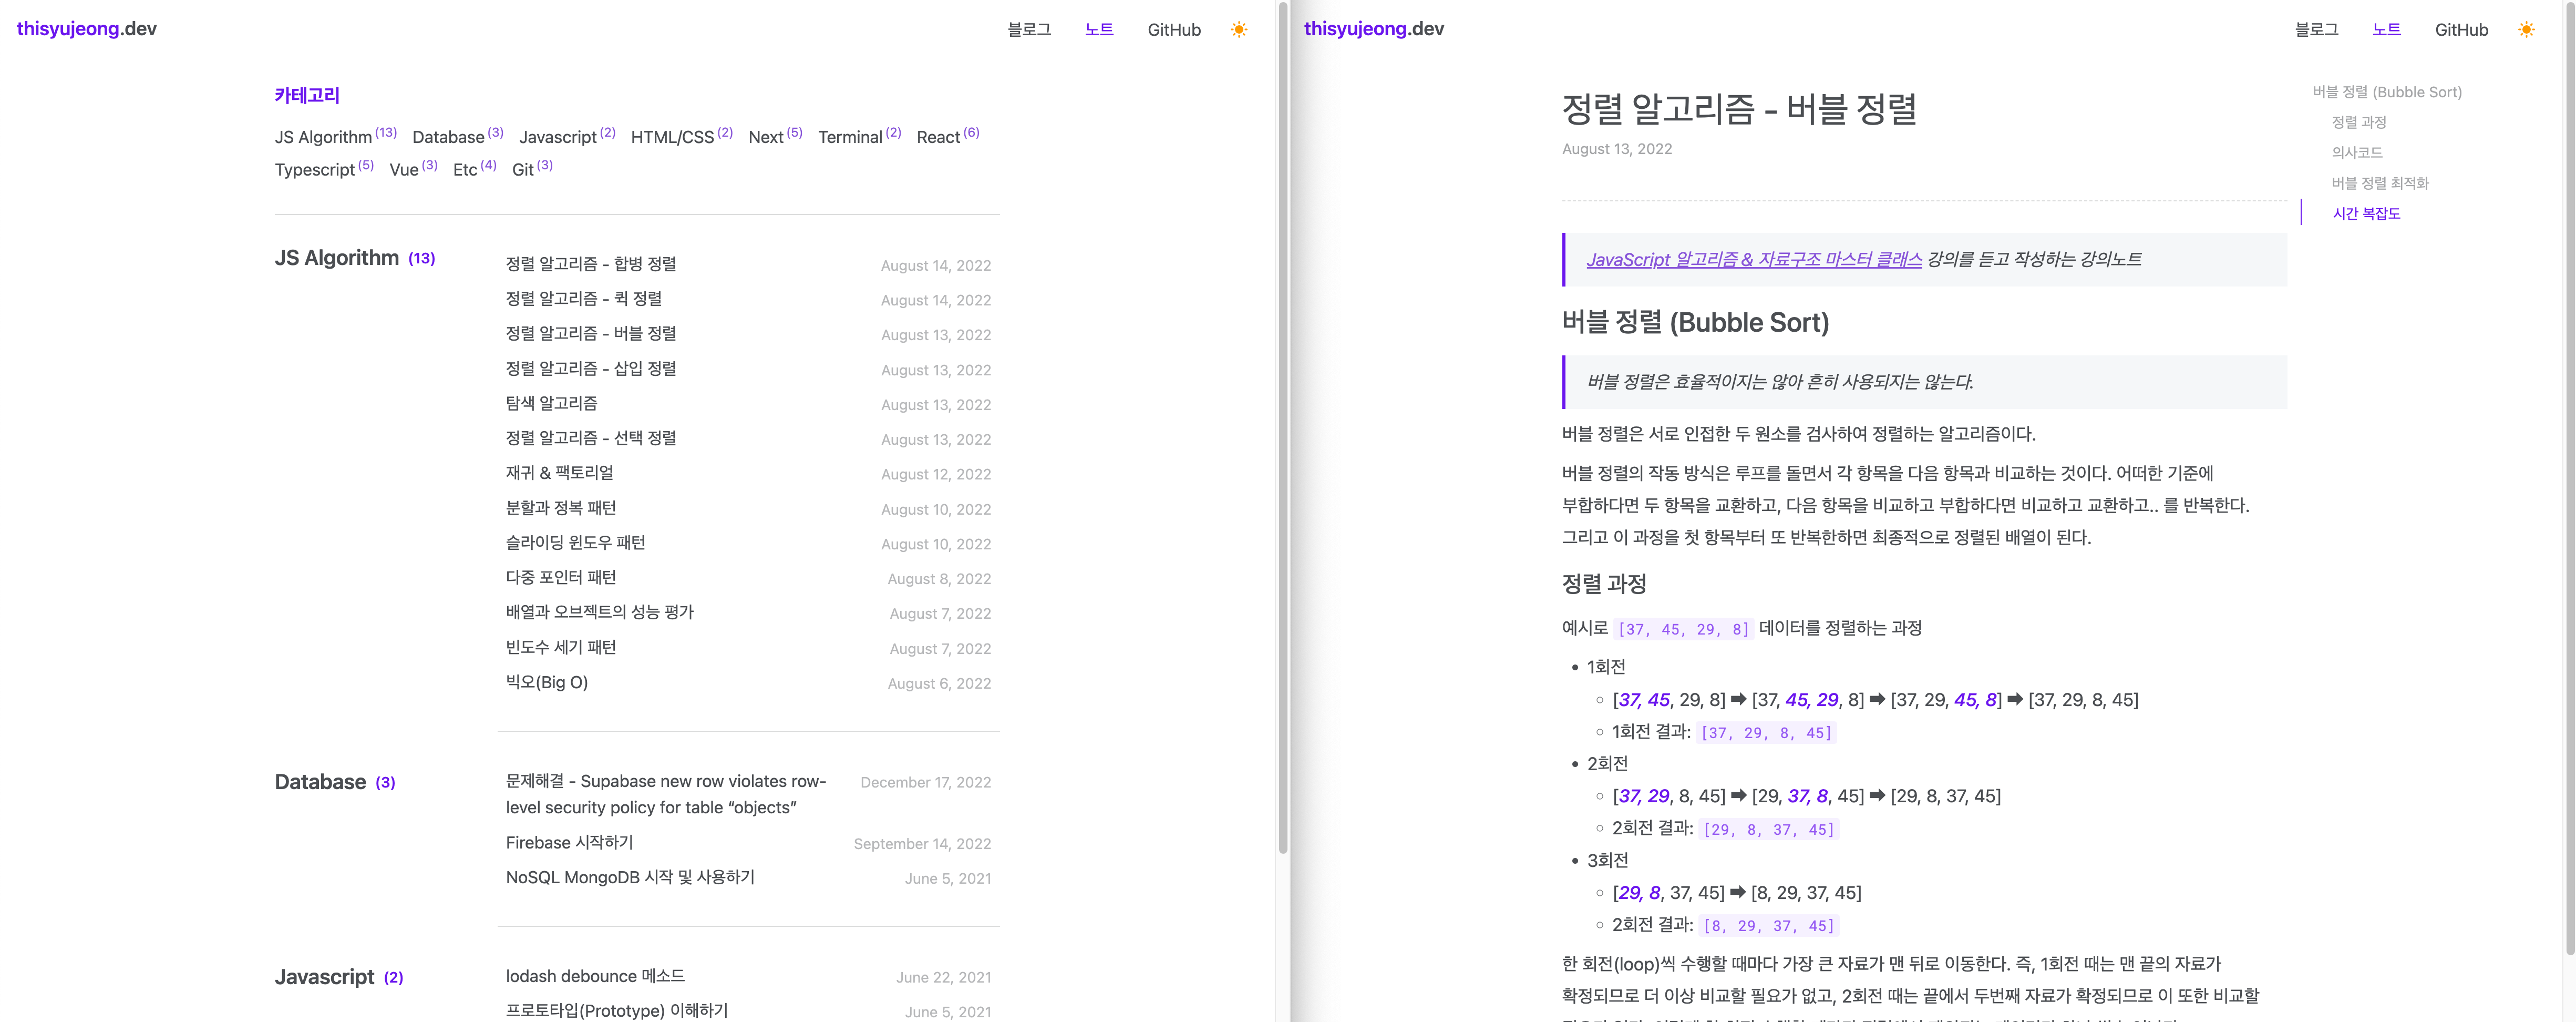 thisyujeong.dev
블로그 노트 GitHub
카테고리
JS Algorithm (13) Database (3) Javascript (2) HTML/CSS (2) Next (5) Terminal (2) React (6)
Typescript (5) Vue (3) Etc (4) Git (3)
JS Algorithm (13)
정렬 알고리즘 - 합병 정렬 August 14, 2022
정렬 알고리즘 - 퀵 정렬 August 14, 2022
정렬 알고리즘 - 버블 정렬 August 13, 2022
정렬 알고리즘 - 삽입 정렬 August 13, 2022
탐색 알고리즘 August 13, 2022
정렬 알고리즘 - 선택 정렬 August 13, 2022
재귀 & 팩토리얼 August 12, 2022
분할과 정복 패턴 August 10, 2022
슬라이딩 윈도우 패턴 August 10, 2022
다중 포인터 패턴 August 8, 2022
배열과 오브젝트의 성능 평가 August 7, 2022
빈도수 세기 패턴 August 7, 2022
빅오(Big O) August 6, 2022
Database (3)
문제해결 - Supabase new row violates row- December 17, 2022
level security policy for table “objects”
Firebase 시작하기 September 14, 2022
NoSQL MongoDB 시작 및 사용하기 June 5, 2021
Javascript (2)
lodash debounce 메소드 June 22, 2021
프로토타입(Prototype) 이해하기 June 5, 2021
thisyujeong.dev
블로그 노트 GitHub
정렬 알고리즘 - 버블 정렬
August 13, 2022
버블 정렬 (Bubble Sort)
정렬 과정
의사코드
버블 정렬 최적화
시간 복잡도
JavaScript 알고리즘 & 자료구조 마스터 클래스 강의를 듣고 작성하는 강의노트
버블 정렬 (Bubble Sort)
버블 정렬은 효율적이지는 않아 흔히 사용되지는 않는다.
버블 정렬은 서로 인접한 두 원소를 검사하여 정렬하는 알고리즘이다.
버블 정렬의 작동 방식은 루프를 돌면서 각 항목을 다음 항목과 비교하는 것이다. 어떠한 기준에
부합하다면 두 항목을 교환하고, 다음 항목을 비교하고 부합하다면 비교하고 교환하고.. 를 반복한다.
그리고 이 과정을 첫 항목부터 또 반복한하면 최종적으로 정렬된 배열이 된다.
정렬 과정
예시로 [37, 45, 29, 8] 데이터를 정렬하는 과정
• 1회전
◦ [37, 45, 29, 8] ➡ [37, 45, 29, 8] ➡ [37, 29, 45, 8] ➡ [37, 29, 8, 45]
◦ 1회전 결과: [37, 29, 8, 45]
• 2회전
◦ [37, 29, 8, 45] ➡ [29, 37, 8, 45] ➡ [29, 8, 37, 45]
◦ 2회전 결과: [29, 8, 37, 45]
• 3회전
◦ [29, 8, 37, 45] ➡ [8, 29, 37, 45]
◦ 2회전 결과: [8, 29, 37, 45]
한 회전(loop)씩 수행할 때마다 가장 큰 자료가 맨 뒤로 이동한다. 즉, 1회전 때는 맨 끝의 자료가
확정되므로 더 이상 비교할 필요가 없고, 2회전 때는 끝에서 두번째 자료가 확정되므로 이 또한 비교할